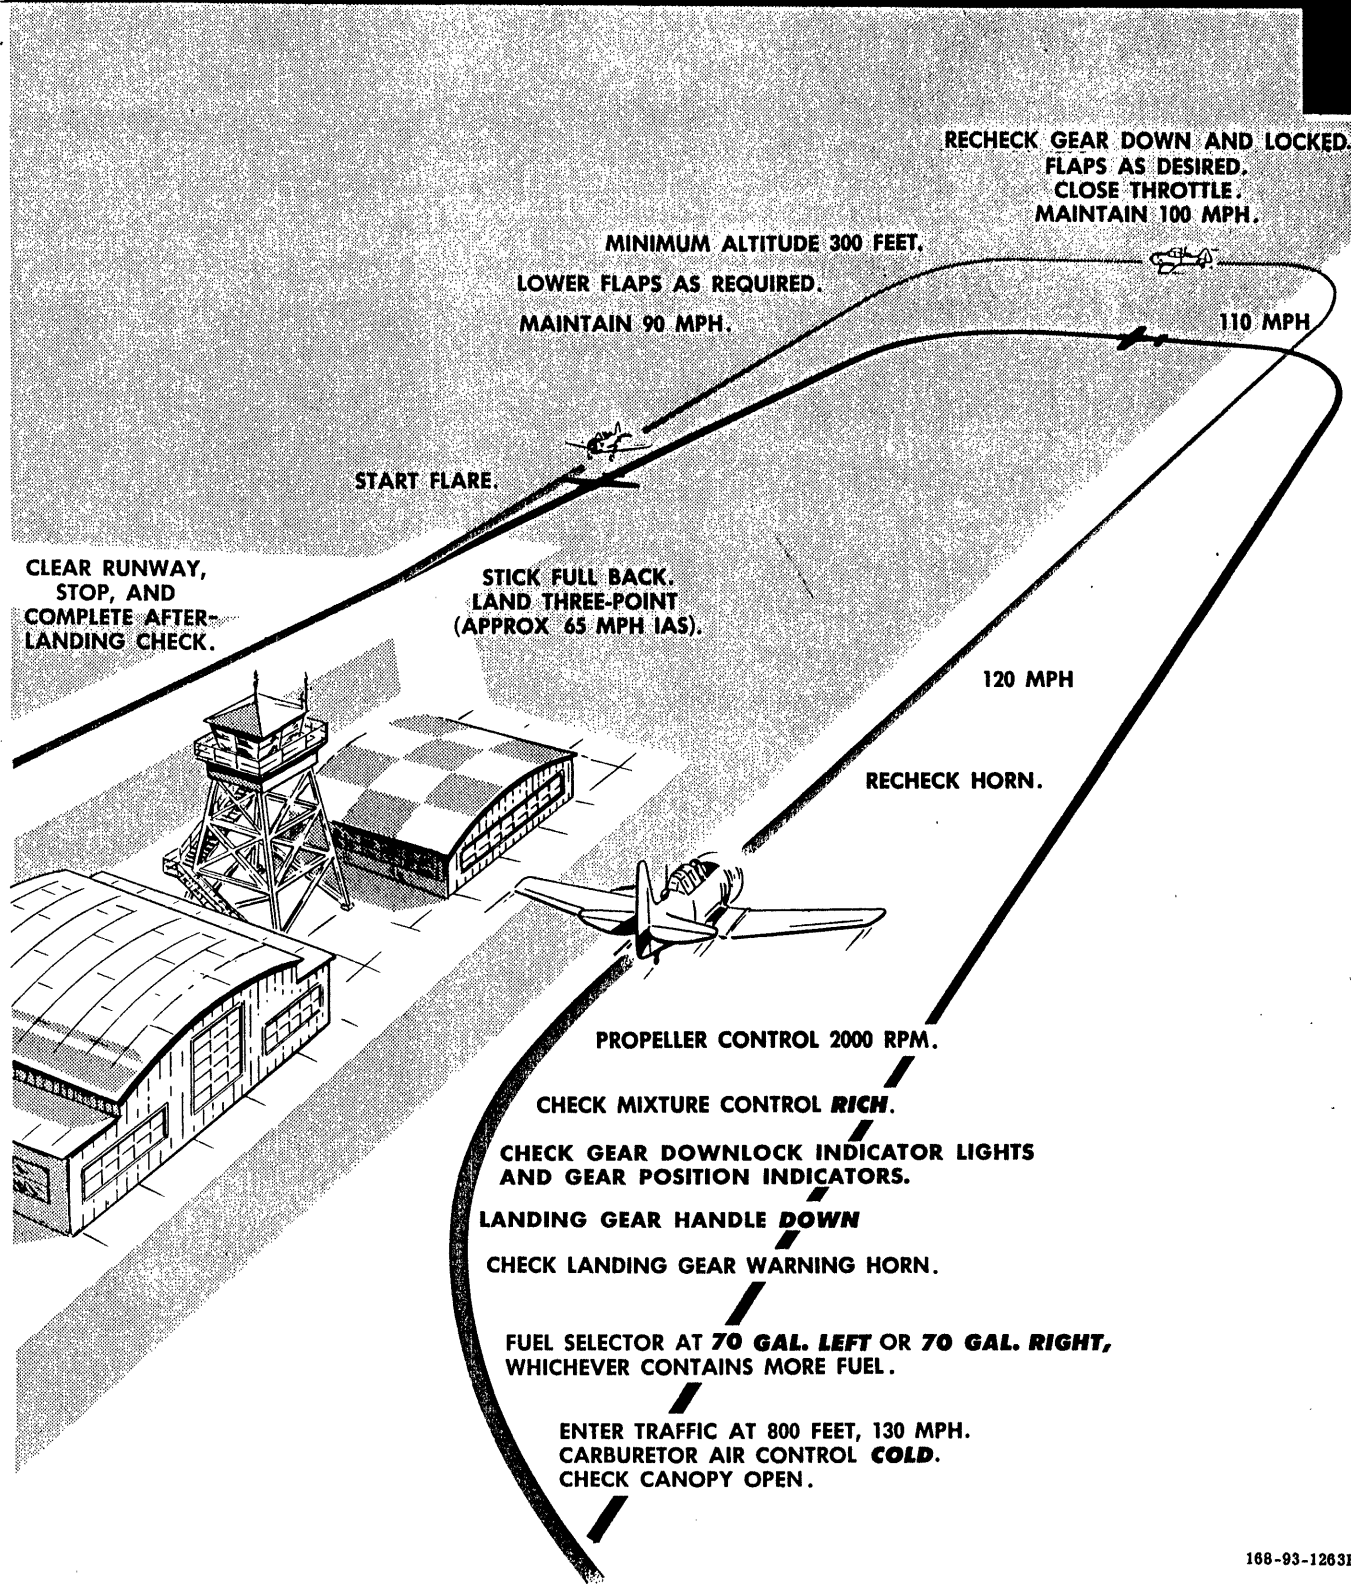 RECHECK GEAR DOWN AND LOCKED.
FLAPS AS DESIRED.
CLOSE THROTTLE.
MAINTAIN 100 MPH.
MINIMUM ALTITUDE 300 FEET.
LOWER FLAPS AS REQUIRED.
MAINTAIN 90 MPH.
110 MPH
START FLARE.
CLEAR RUNWAY,
STOP, AND
COMPLETE AFTER-
LANDING CHECK.
STICK FULL BACK.
LAND THREE-POINT
(APPROX 65 MPH IAS).
120 MPH
RECHECK HORN.
PROPELLER CONTROL 2000 RPM.
CHECK MIXTURE CONTROL RICH.
CHECK GEAR DOWNLOCK INDICATOR LIGHTS
AND GEAR POSITION INDICATORS.
LANDING GEAR HANDLE DOWN
CHECK LANDING GEAR WARNING HORN.
FUEL SELECTOR AT 70 GAL. LEFT OR 70 GAL. RIGHT,
WHICHEVER CONTAINS MORE FUEL.
ENTER TRAFFIC AT 800 FEET, 130 MPH.
CARBURETOR AIR CONTROL COLD.
CHECK CANOPY OPEN.
168-93-1263